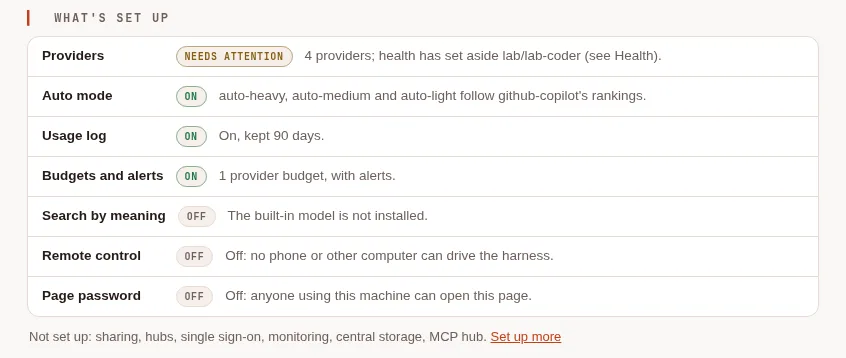 WHAT'S SET UP
Providers NEEDS ATTENTION 4 providers; health has set aside lab/lab-coder (see Health).
Auto mode ON auto-heavy, auto-medium and auto-light follow github-copilot's rankings.
Usage log ON On, kept 90 days.
Budgets and alerts ON 1 provider budget, with alerts.
Search by meaning OFF The built-in model is not installed.
Remote control OFF Off: no phone or other computer can drive the harness.
Page password OFF Off: anyone using this machine can open this page.
Not set up: sharing, hubs, single sign-on, monitoring, central storage, MCP hub. Set up more